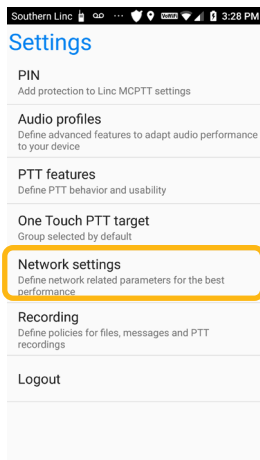 Southern Linc ... VoWiFi 3:28 PM
Settings
PIN
Add protection to Linc MCPTT settings
Audio profiles
Define advanced features to adapt audio performance
to your device
PTT features
Define PTT behavior and usability
One Touch PTT target
Group selected by default
Network settings
Define network related parameters for the best
performance
Recording
Define policies for files, messages and PTT
recordings
Logout